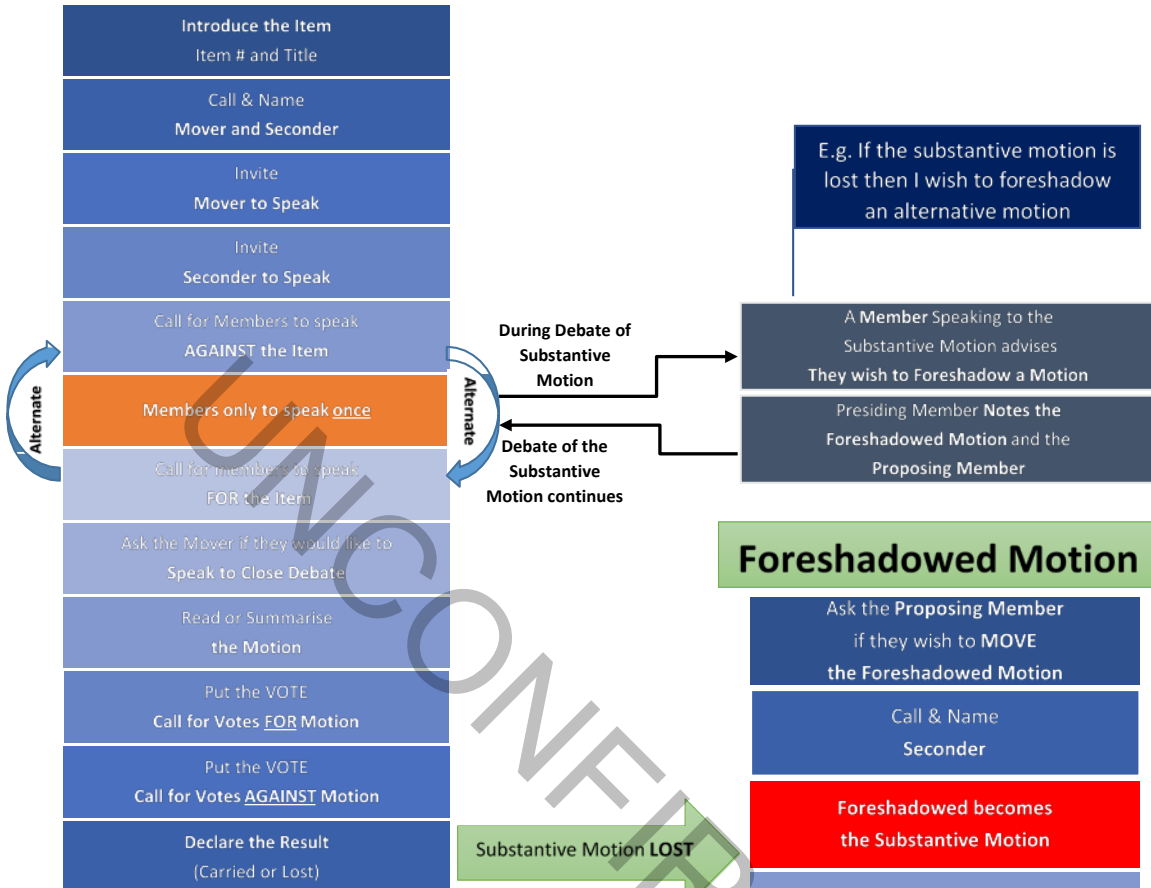 Introduce the Item
Item # and Title
Call & Name
Mover and Seconder
Invite
Mover to Speak
Invite
Seconder to Speak
Call for Members to speak
AGAINST the Item
Members only to speak once
Call for members to speak
FOR the Item
Ask the Mover if they would like to
Speak to Close Debate
Read or Summarise
the Motion
Put the VOTE
Call for Votes FOR Motion
Put the VOTE
Call for Votes AGAINST Motion
Declare the Result
(Carried or Lost)
Alternate
Alternate
During Debate of
Substantive
Motion
Debate of the
Substantive
Motion continues
E.g. If the substantive motion is
lost then I wish to foreshadow
an alternative motion
A Member Speaking to the
Substantive Motion advises
They wish to Foreshadow a Motion
Presiding Member Notes the
Foreshadowed Motion and the
Proposing Member
Foreshadowed Motion
Ask the Proposing Member
if they wish to MOVE
the Foreshadowed Motion
Call & Name
Seconder
Foreshadowed becomes
the Substantive Motion
Substantive Motion LOST
UNCONFIR